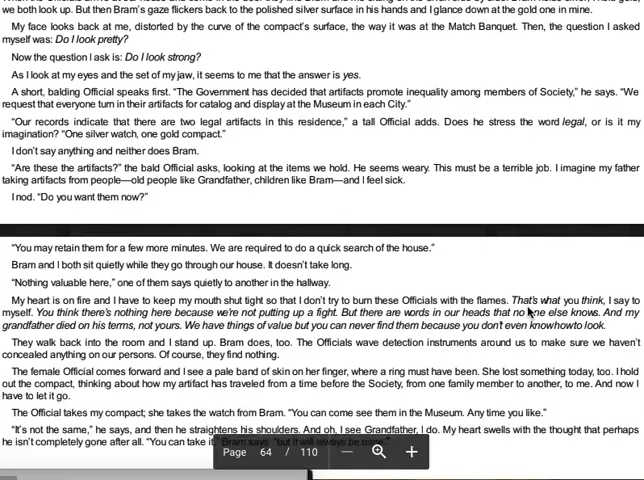 we both look up. But then Bram's gaze flickers back to the polished silver surface in his hands and I glance down at the gold one in mine.
My face looks back at me, distorted by the curve of the compact's surface, the way it was at the Match Banquet. Then, the question I asked
myself was: Do I look pretty?
Now the question I ask is: Do I look strong?
As I look at my eyes and the set of my jaw, it seems to me that the answer is yes.
A short, balding Official speaks first. "The Government has decided that artifacts promote inequality among members of Society," he says. "We
request that everyone turn in their artifacts for catalog and display at the Museum in each City."
"Our records indicate that there are two legal artifacts in this residence," a tall Official adds. Does he stress the word legal, or is it my
imagination? "One silver watch, one gold compact."
I don't say anything and neither does Bram.
"Are these the artifacts?" the bald Official asks, looking at the items we hold. He seems weary. This must be a terrible job. I imagine my father
taking artifacts from people—old people like Grandfather, children like Bram—and I feel sick.
I nod. "Do you want them now?"
"You may retain them for a few more minutes. We are required to do a quick search of the house."
Bram and I both sit quietly while they go through our house. It doesn't take long.
"Nothing valuable here," one of them says quietly to another in the hallway.
My heart is on fire and I have to keep my mouth shut tight so that I don't try to burn these Officials with the flames. That's what you think, I say to
myself. You think there's nothing here because we're not putting up a fight. But there are words in our heads that no one else knows. And my
grandfather died on his terms, not yours. We have things of value but you can never find them because you don't even know how to look.
They walk back into the room and I stand up. Bram does, too. The Officials wave detection instruments around us to make sure we haven't
concealed anything on our persons. Of course, they find nothing.
The female Official comes forward and I see a pale band of skin on her finger, where a ring must have been. She lost something today, too. I hold
out the compact, thinking about how my artifact has traveled from a time before the Society, from one family member to another, to me. And now I
have to let it go.
The Official takes my compact; she takes the watch from Bram. "You can come see them in the Museum. Any time you like."
"It's not the same," he says, and then he straightens his shoulders. And oh, I see Grandfather, I do. My heart swells with the thought that perhaps
he isn't completely gone after all. "You can take it," Bram says, "but it will always be mine."
Page 64 / 110